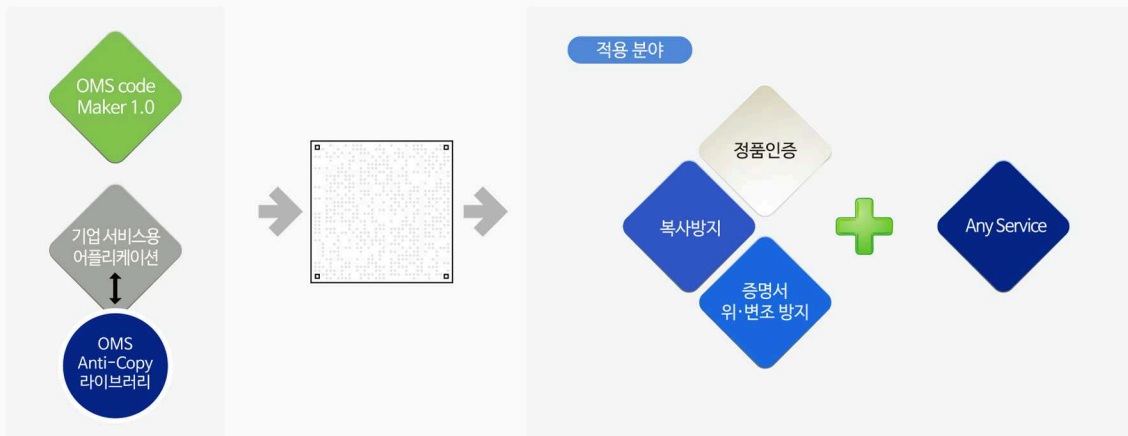 OMS code
Maker 1.0
기업 서비스용
어플리케이션
OMS
Anti-Copy
라이브러리
적용 분야
정품인증
복사방지
증명서
위·변조 방지
Any Service